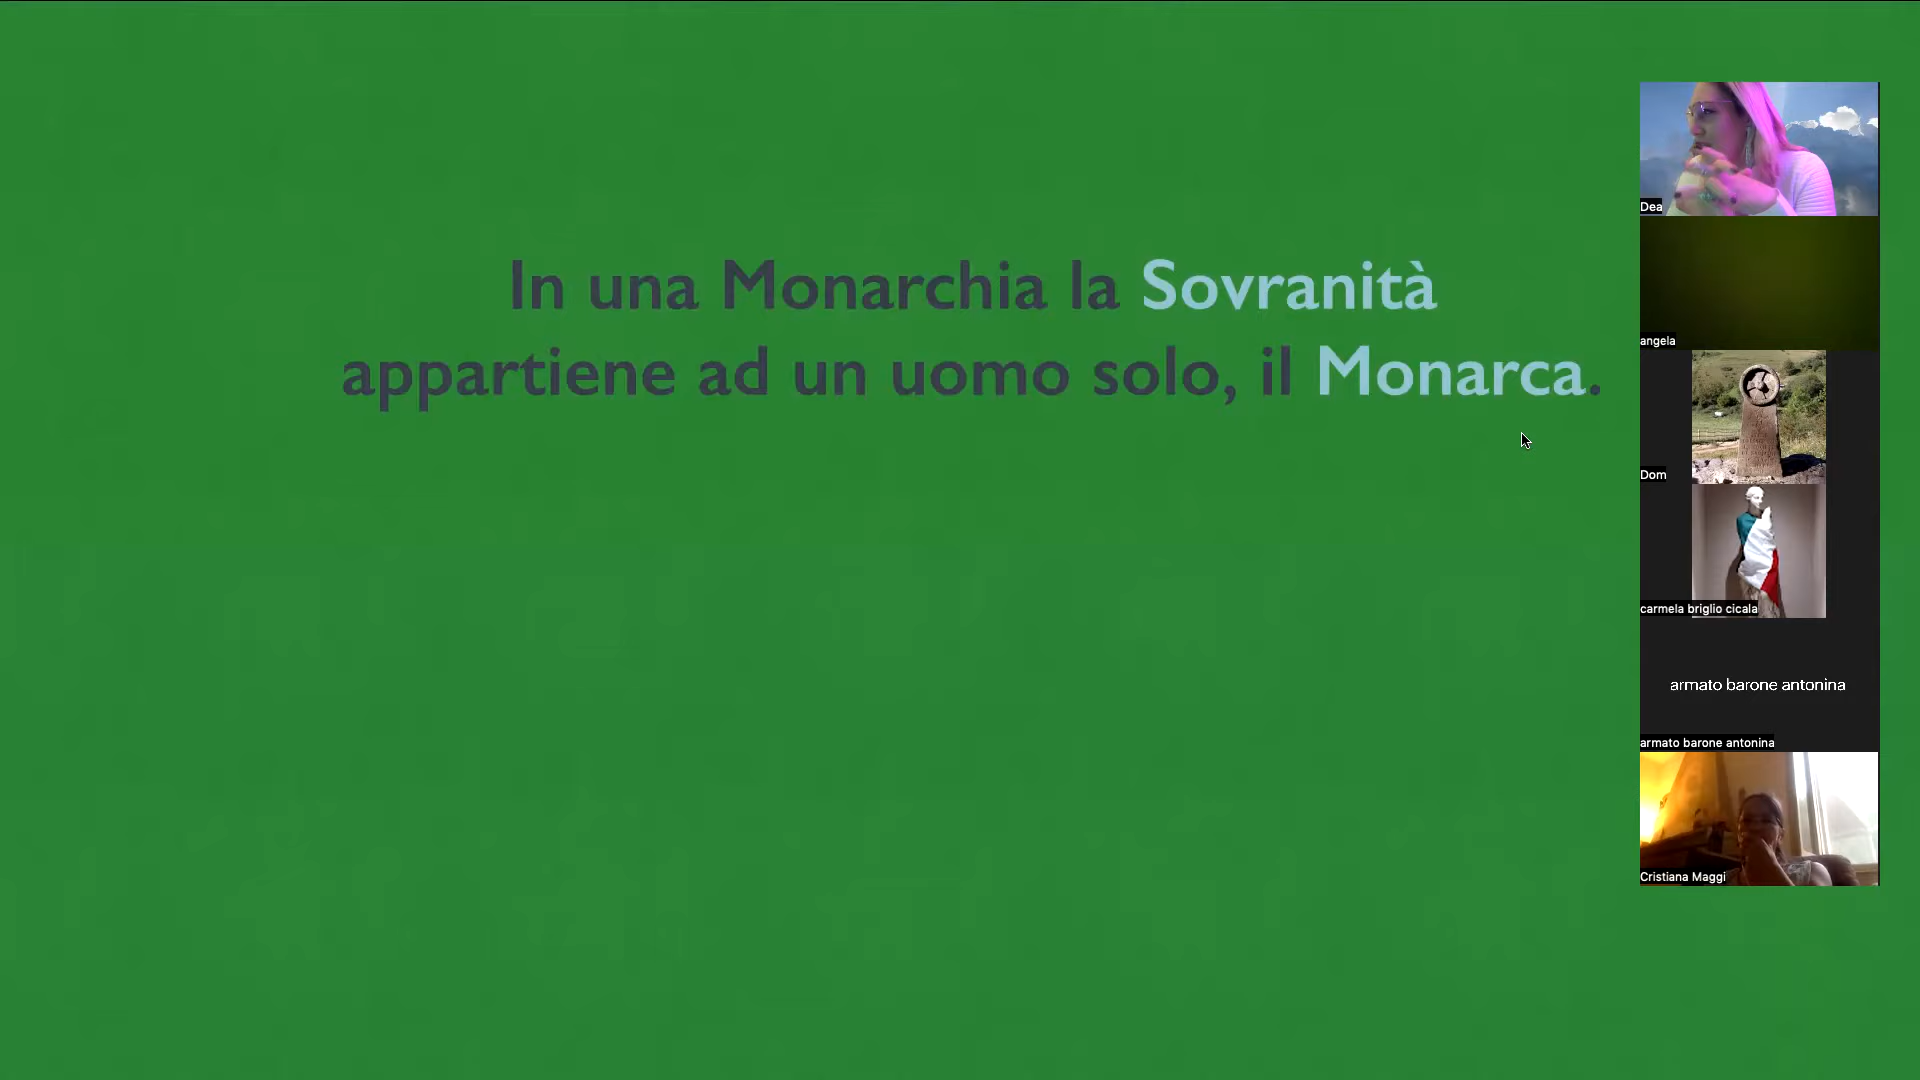 In una Monarchia la Sovranità
appartiene ad un uomo solo, il Monarca.
Dea
angela
Dom
carmela briglio cicala
armato barone antonina
armato barone antonina
Cristiana Maggi